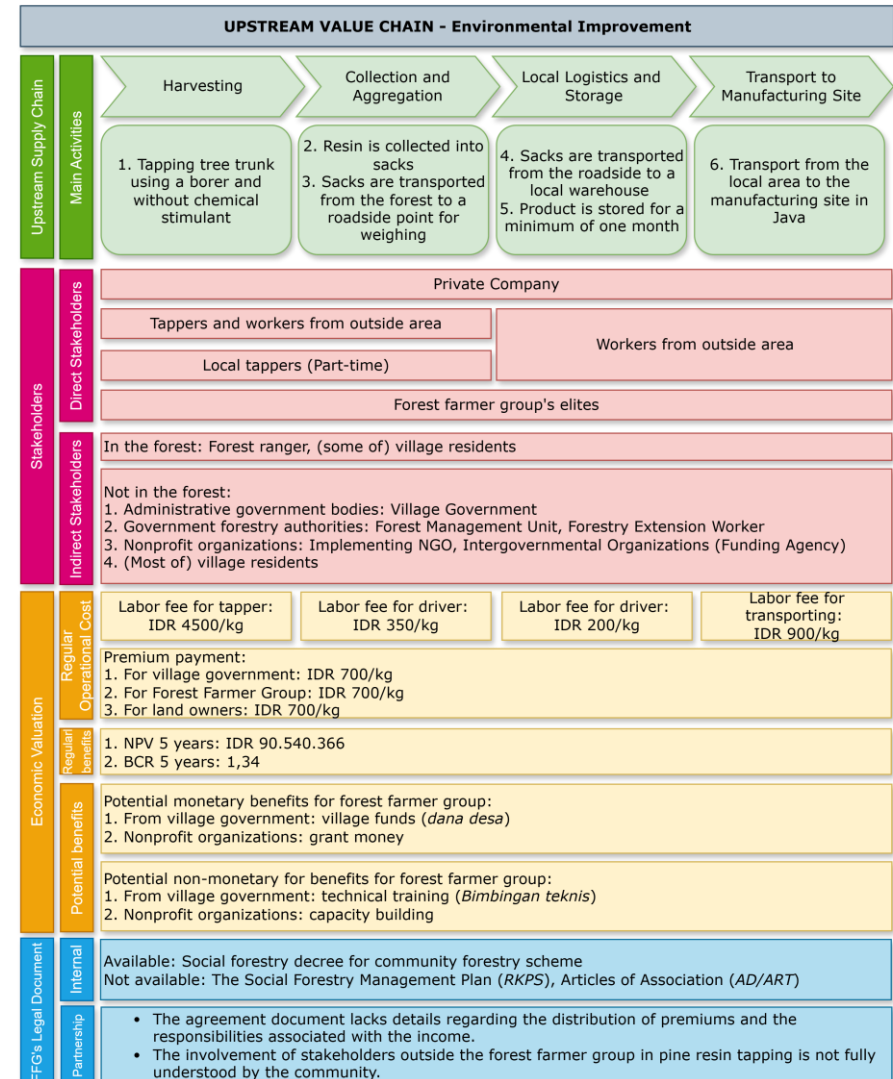 UPSTREAM VALUE CHAIN - Environmental Improvement
Upstream Supply Chain
Main Activities
Harvesting
Collection and
Aggregation
Local Logistics and
Storage
Transport to
Manufacturing Site
1. Tapping tree trunk
using a borer and
without chemical
stimulant
2. Resin is collected into
sacks
3. Sacks are transported
from the forest to a
roadside point for
weighing
4. Sacks are transported
from the roadside to a
local warehouse
5. Product is stored for a
minimum of one month
6. Transport from the
local area to the
manufacturing site in
Java
Stakeholders
Direct Stakeholders
Private Company
Tappers and workers from outside area
Local tappers (Part-time)
Workers from outside area
Forest farmer group's elites
Indirect Stakeholders
In the forest: Forest ranger, (some of) village residents
Not in the forest:
1. Administrative government bodies: Village Government
2. Government forestry authorities: Forest Management Unit, Forestry Extension Worker
3. Nonprofit organizations: Implementing NGO, Intergovernmental Organizations (Funding Agency)
4. (Most of) village residents
Economic Valuation
Regular
Operational Cost
Labor fee for tapper:
IDR 4500/kg
Labor fee for driver:
IDR 350/kg
Labor fee for driver:
IDR 200/kg
Labor fee for
transporting:
IDR 900/kg
Premium payment:
1. For village government: IDR 700/kg
2. For Forest Farmer Group: IDR 700/kg
3. For land owners: IDR 700/kg
Regularl
benefits
1. NPV 5 years: IDR 90.540.366
2. BCR 5 years: 1,34
Potential benefits
Potential monetary benefits for forest farmer group:
1. From village government: village funds (dana desa)
2. Nonprofit organizations: grant money
Potential non-monetary for benefits for forest farmer group:
1. From village government: technical training (Bimbingan teknis)
2. Nonprofit organizations: capacity building
FFG's Legal Document
Internal
Available: Social forestry decree for community forestry scheme
Not available: The Social Forestry Management Plan (RKPS), Articles of Association (AD/ART)
Partnership
• The agreement document lacks details regarding the distribution of premiums and the
responsibilities associated with the income.
• The involvement of stakeholders outside the forest farmer group in pine resin tapping is not fully
understood by the community.